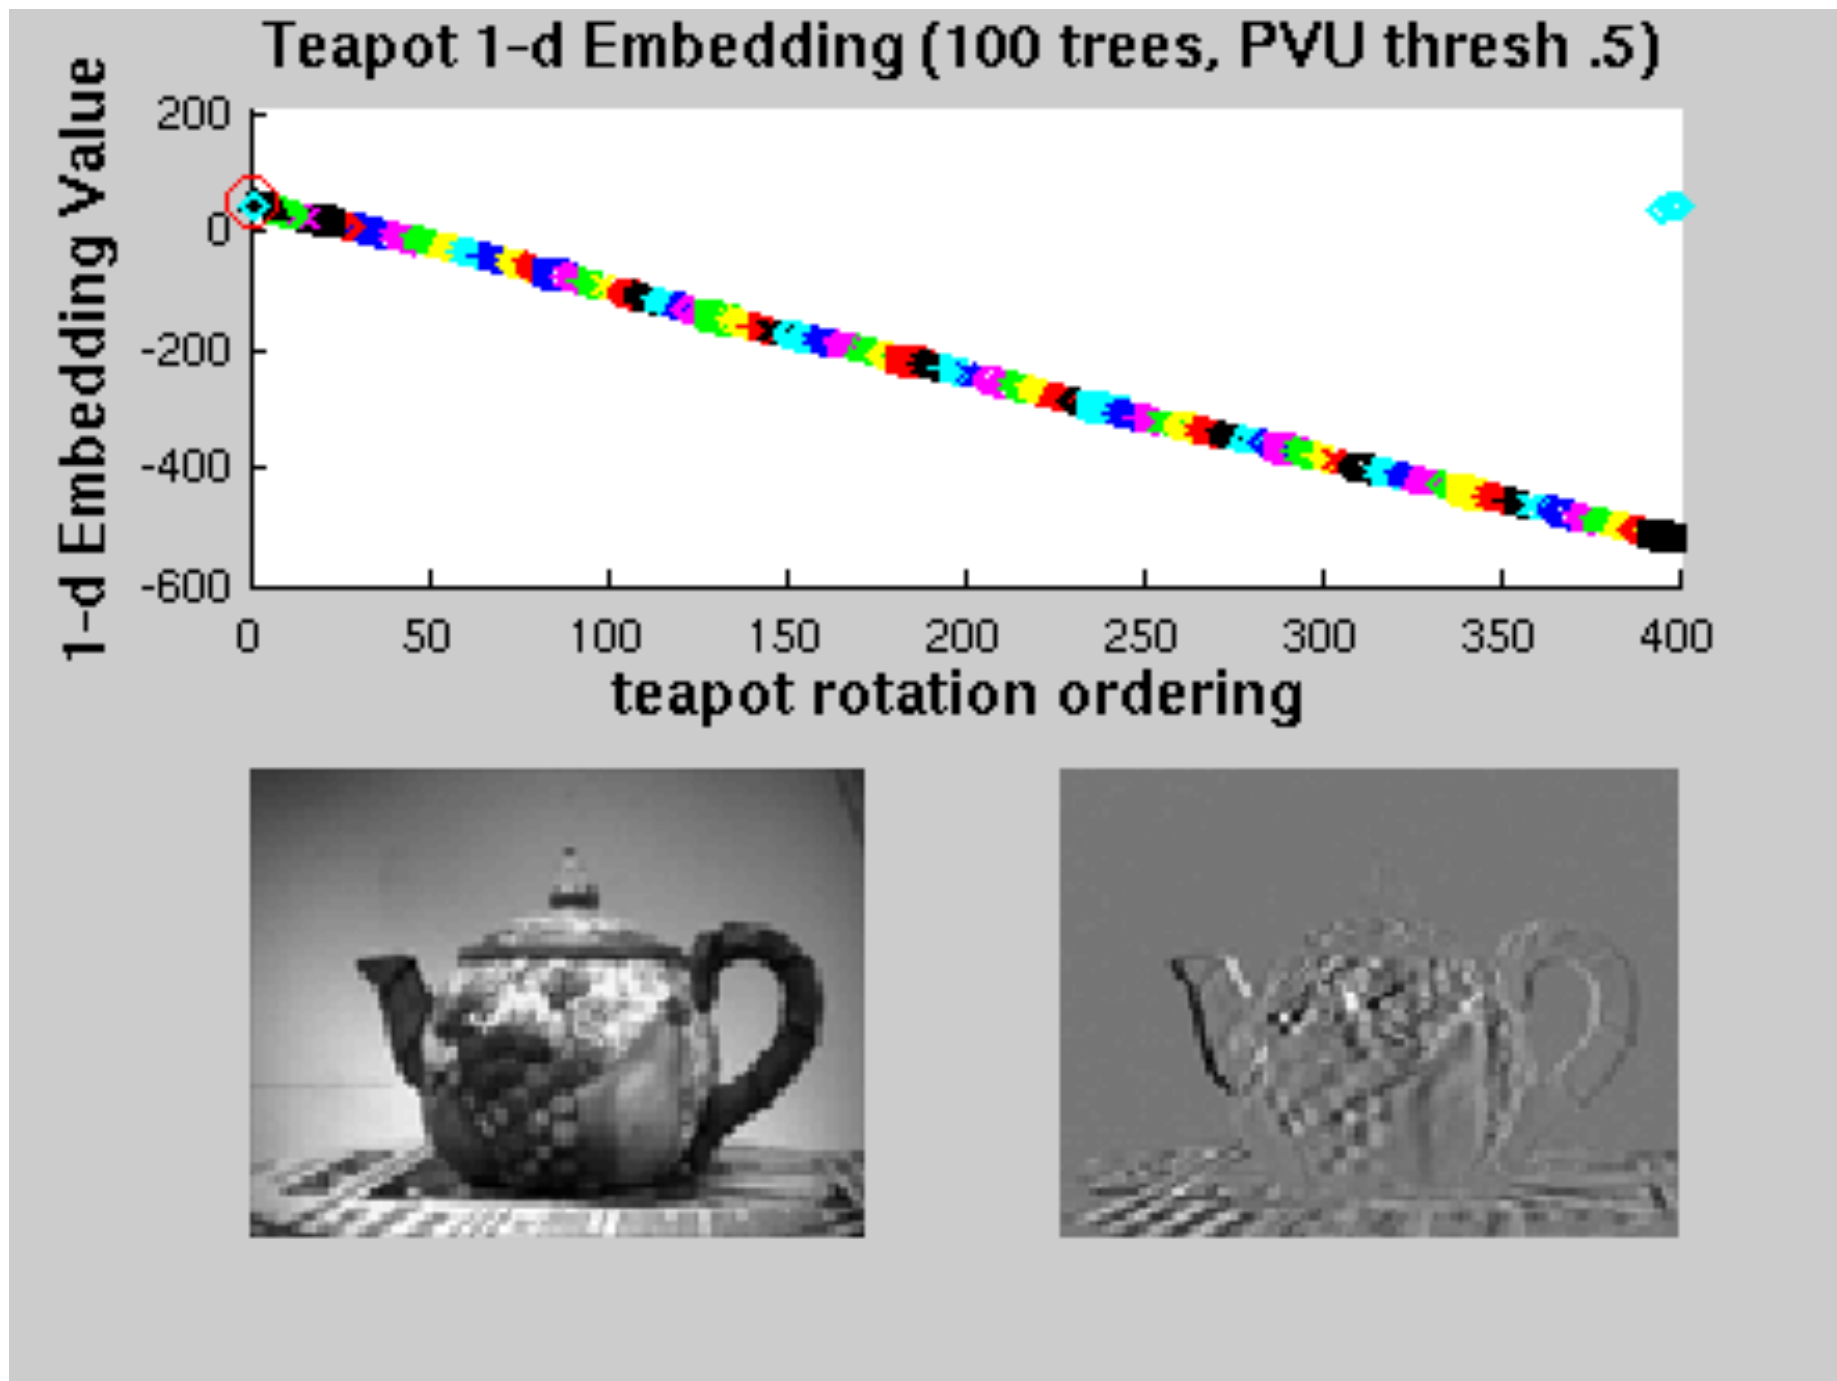 Teapot 1-d Embedding (100 trees, PVU thresh .5)
1-d Embedding Value
200
0
-200
-400
-600
0 50 100 150 200 250 300 350 400
teapot rotation ordering